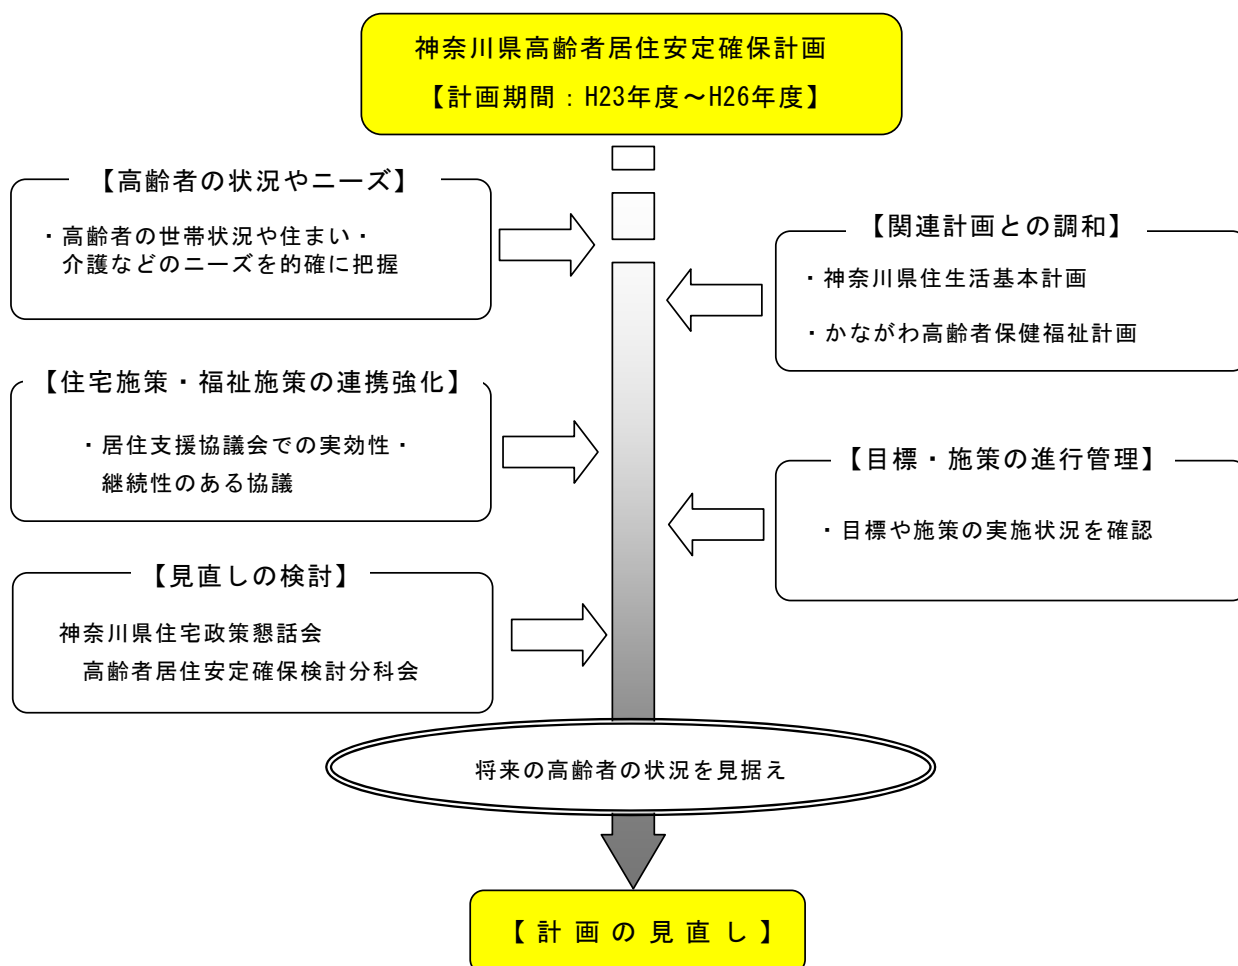 神奈川県高齢者居住安定確保計画
【計画期間：H23年度～H26年度】
【高齢者の状況やニーズ】
・高齢者の世帯状況や住まい・
介護などのニーズを的確に把握
【関連計画との調和】
・神奈川県住生活基本計画
・かながわ高齢者保健福祉計画
【住宅施策・福祉施策の連携強化】
・居住支援協議会での実効性・
継続性のある協議
【目標・施策の進行管理】
・目標や施策の実施状況を確認
【見直しの検討】
神奈川県住宅政策懇話会
高齢者居住安定確保検討分科会
将来の高齢者の状況を見据え
【計画の見直し】